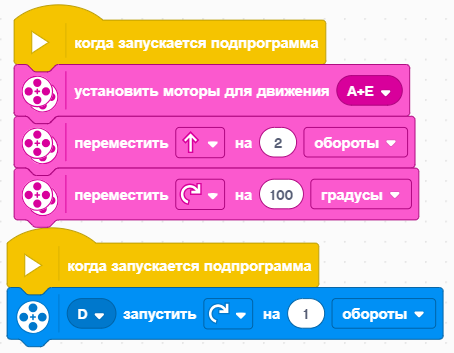 когда запускается подпрограмма
установить моторы для движения A+E
переместить на 2 обороты
переместить на 100 градусы
когда запускается подпрограмма
D запустить на 1 обороты